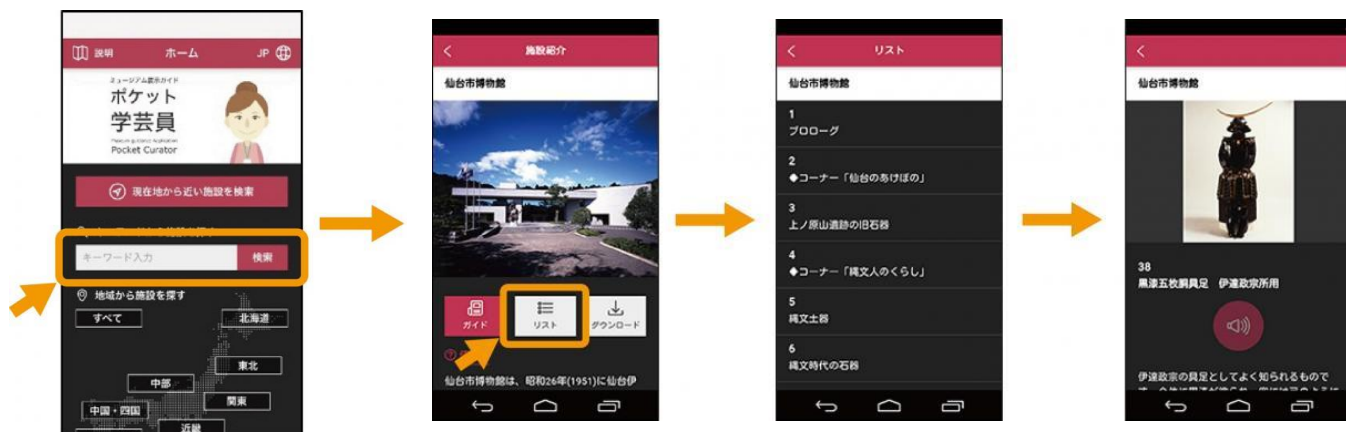 説明
ホーム
JP
ミュージアム展示ガイド
ポケット
学芸員
Pocket Curator
現在地から近い施設を検索
キーワード入力
検索
地域から施設を探す
すべて
北海道
東北
中部
関東
中国・四国
近畿
施設紹介
仙台市博物館
ガイド
リスト
ダウンロード
仙台市博物館は、昭和26年(1951)に仙台伊
リスト
仙台市博物館
1
プロローグ
2
◆コーナー「仙台のあけぼの」
3
上ノ原山遺跡の旧石器
4
◆コーナー「縄文人のくらし」
5
縄文土器
6
縄文時代の石器
仙台市博物館
38
黒漆五枚胴具足 伊達政宗所用
伊達政宗の具足としてよく知られるもので